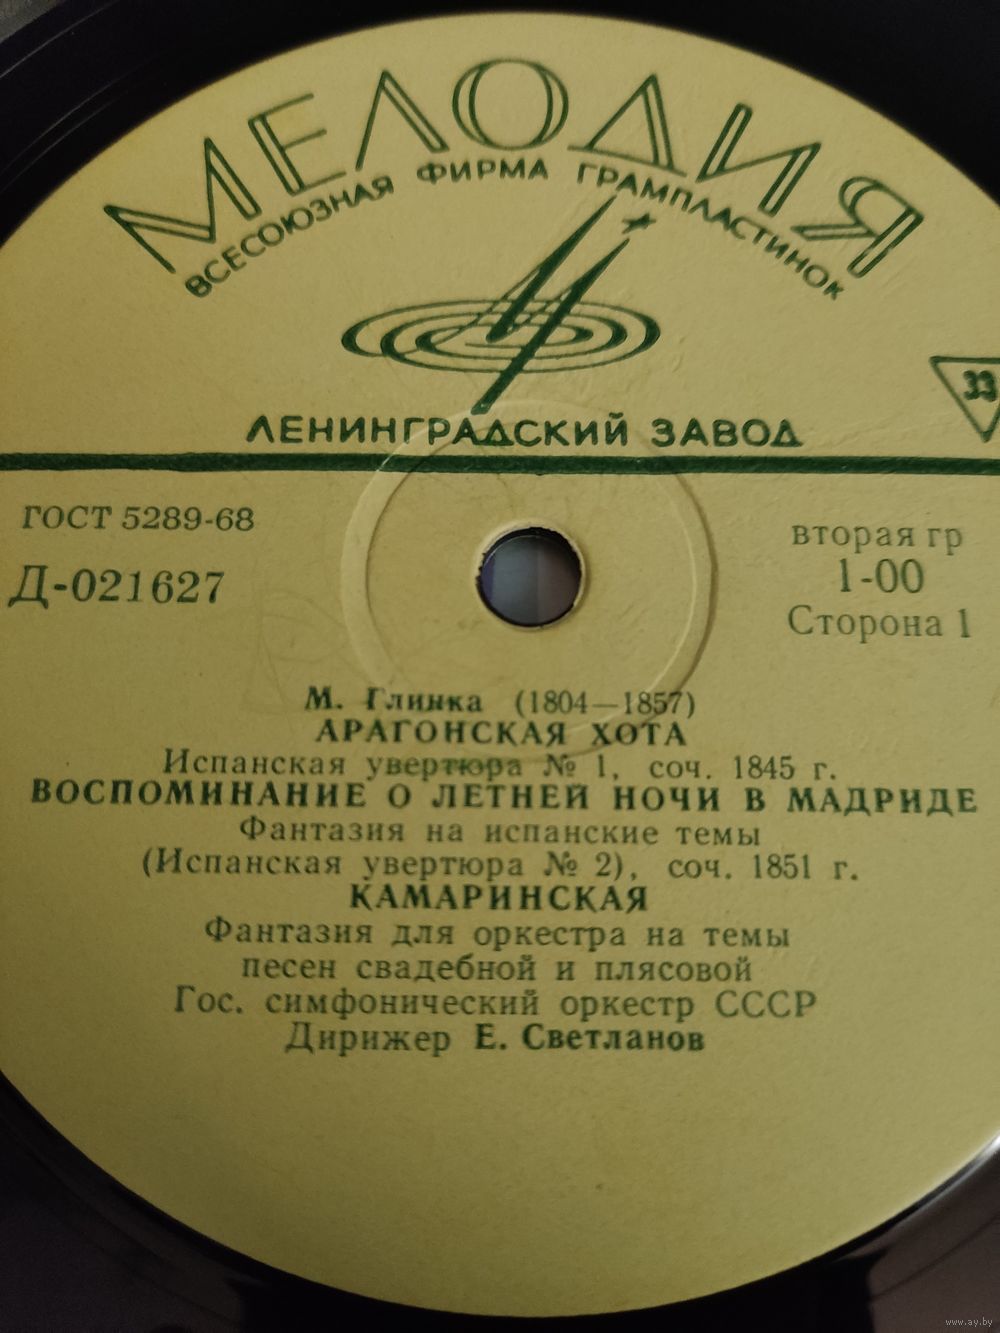 МЕЛОДИЯ
ВСЕСОЮЗНАЯ ФИРМА ГРАМПЛАСТИНОК
ЛЕНИНГРАДСКИЙ ЗАВОД
33
ГОСТ 5289-68
Д-021627
вторая гр
1-00
Сторона 1
М. Глинка (1804—1857)
АРАГОНСКАЯ ХОТА
Испанская увертюра № 1, соч. 1845 г.
ВОСПОМИНАНИЕ О ЛЕТНЕЙ НОЧИ В МАДРИДЕ
Фантазия на испанские темы
(Испанская увертюра № 2), соч. 1851 г.
КАМАРИНСКАЯ
Фантазия для оркестра на темы
песен свадебной и плясовой
Гос. симфонический оркестр СССР
Дирижер Е. Светланов
www.ay.by